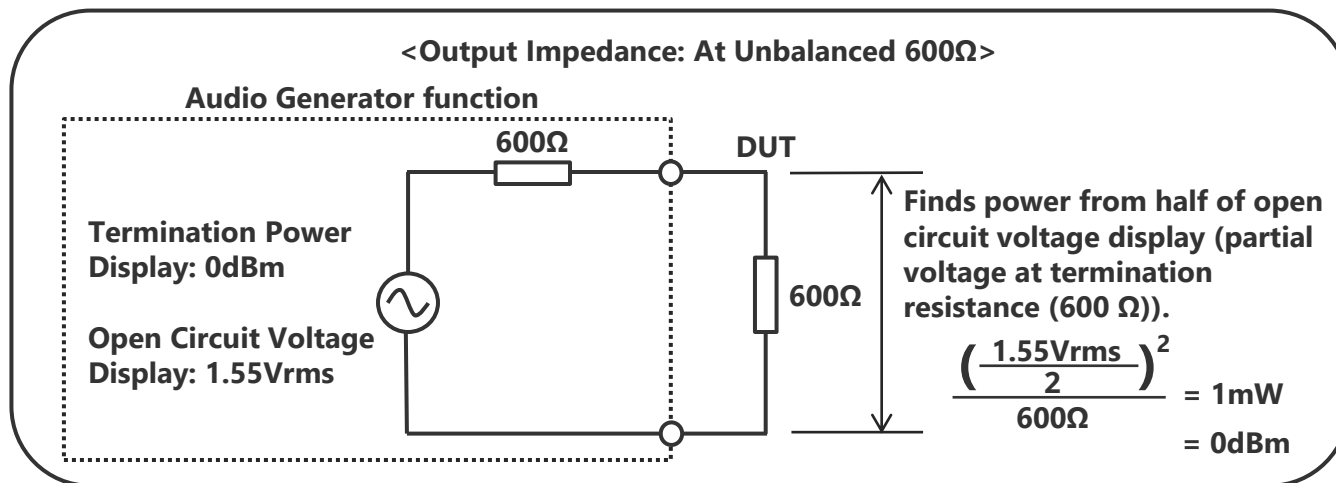 <Output Impedance: At Unbalanced 600Ω>
Audio Generator function
600Ω
DUT
Termination Power
Display: 0dBm
Open Circuit Voltage
Display: 1.55Vrms
600Ω
Finds power from half of open
circuit voltage display (partial
voltage at termination
resistance (600 Ω)).
(1.55Vrms
2
)2
600Ω
= 1mW
= 0dBm